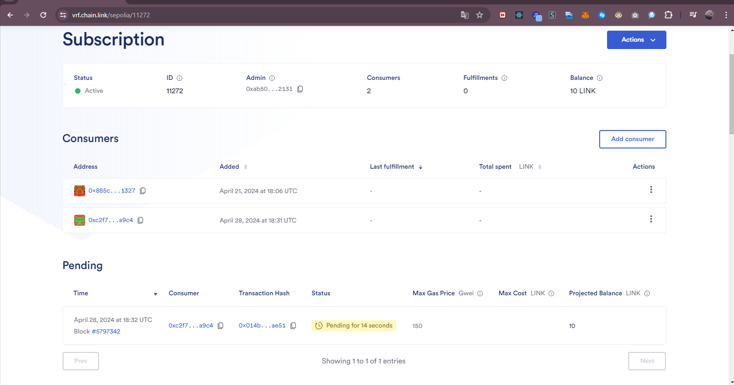 vrf.chain.link/sepolia/11272
Subscription
Actions
Status ID Admin Consumers Fulfillments Balance
Active 11272 0xab50...2131 2 0 10 LINK
Consumers
Add consumer
Address Added Last fulfillment Total spent LINK Actions
0x885c...1327 April 21, 2024 at 18:06 UTC - -
0xc2f7...a9c4 April 28, 2024 at 18:31 UTC - -
Pending
Time Consumer Transaction Hash Status Max Gas Price Gwei Max Cost LINK Projected Balance LINK
April 28, 2024 at 18:32 UTC
Block #5797342
0xc2f7...a9c4 0x014b...ae51 Pending for 14 seconds 150 10
Prev Showing 1 to 1 of 1 entries Next